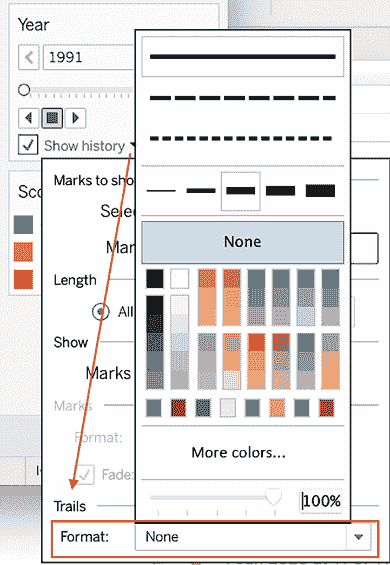 Year
1991
Show history
Marks to sho
Selec
Mar
Length
All
Show
Marks
Marks
Format:
Fade:
Trails
Format:
None
None
More colors...
100%
Sco